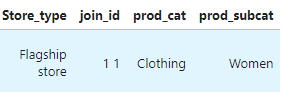 Store_type join_id prod_cat prod_subcat
Flagship store 1 1 Clothing Women